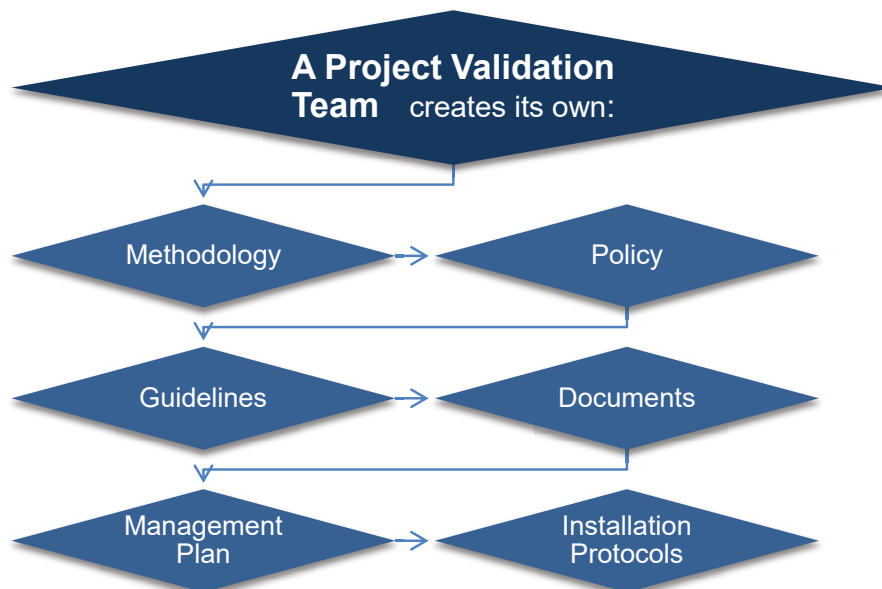 A Project Validation
Team creates its own:
Methodology
Policy
Guidelines
Documents
Management
Plan
Installation
Protocols